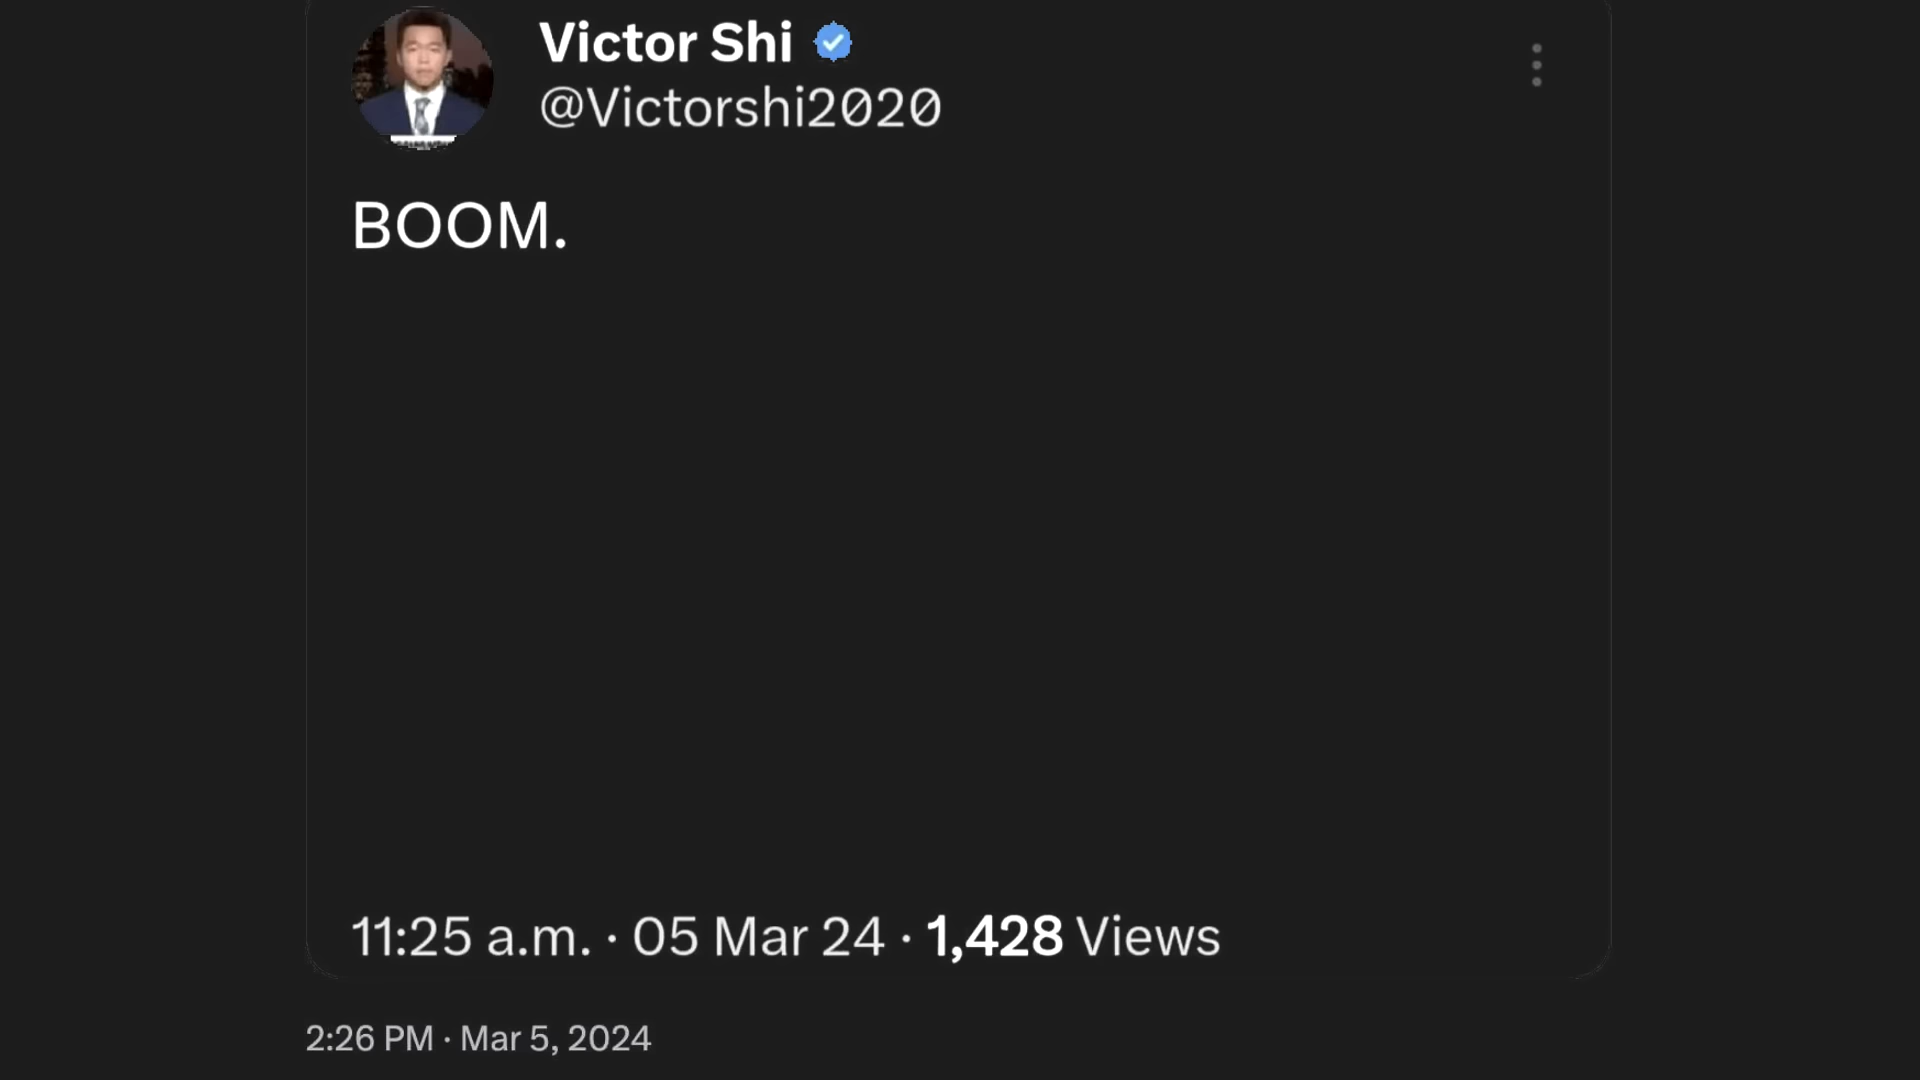 Victor Shi
@Victorshi2020
BOOM.
11:25 a.m. · 05 Mar 24 · 1,428 Views
2:26 PM · Mar 5, 2024